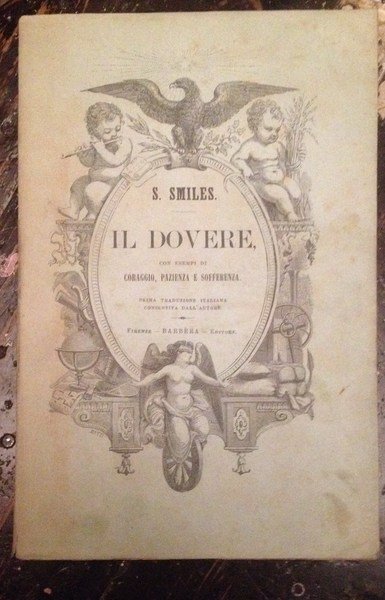 S. SMILES.
IL DOVERE,
CON ESEMPI DI
CORAGGIO, PAZIENZA E SOFFERENZA.
PRIMA TRADUZIONE ITALIANA
CONSENTITA DALL'AUTORE.
FIRENZE – BARBÈRA – EDITORE.